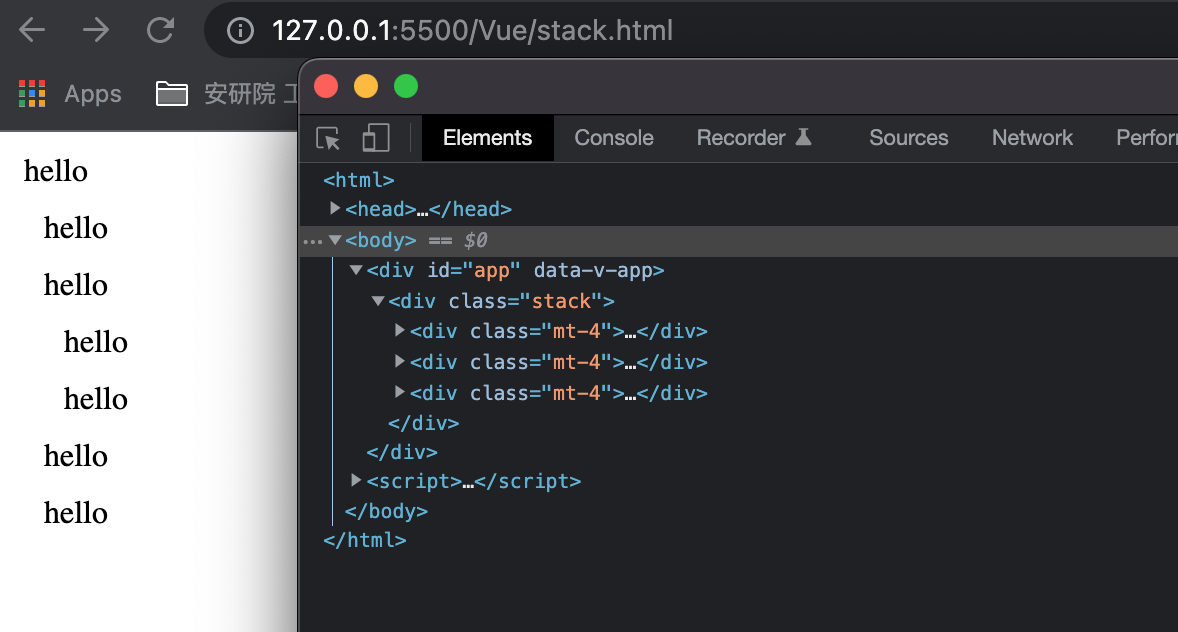 127.0.0.1:5500/Vue/stack.html
Apps 安研院
hello
hello
hello
hello
hello
hello
hello
Elements Console Recorder Sources Network Perfor
<html>
<head>…</head>
<body> == $0
<div id="app" data-v-app>
<div class="stack">
<div class="mt-4">…</div>
<div class="mt-4">…</div>
<div class="mt-4">…</div>
</div>
</div>
<script>…</script>
</body>
</html>